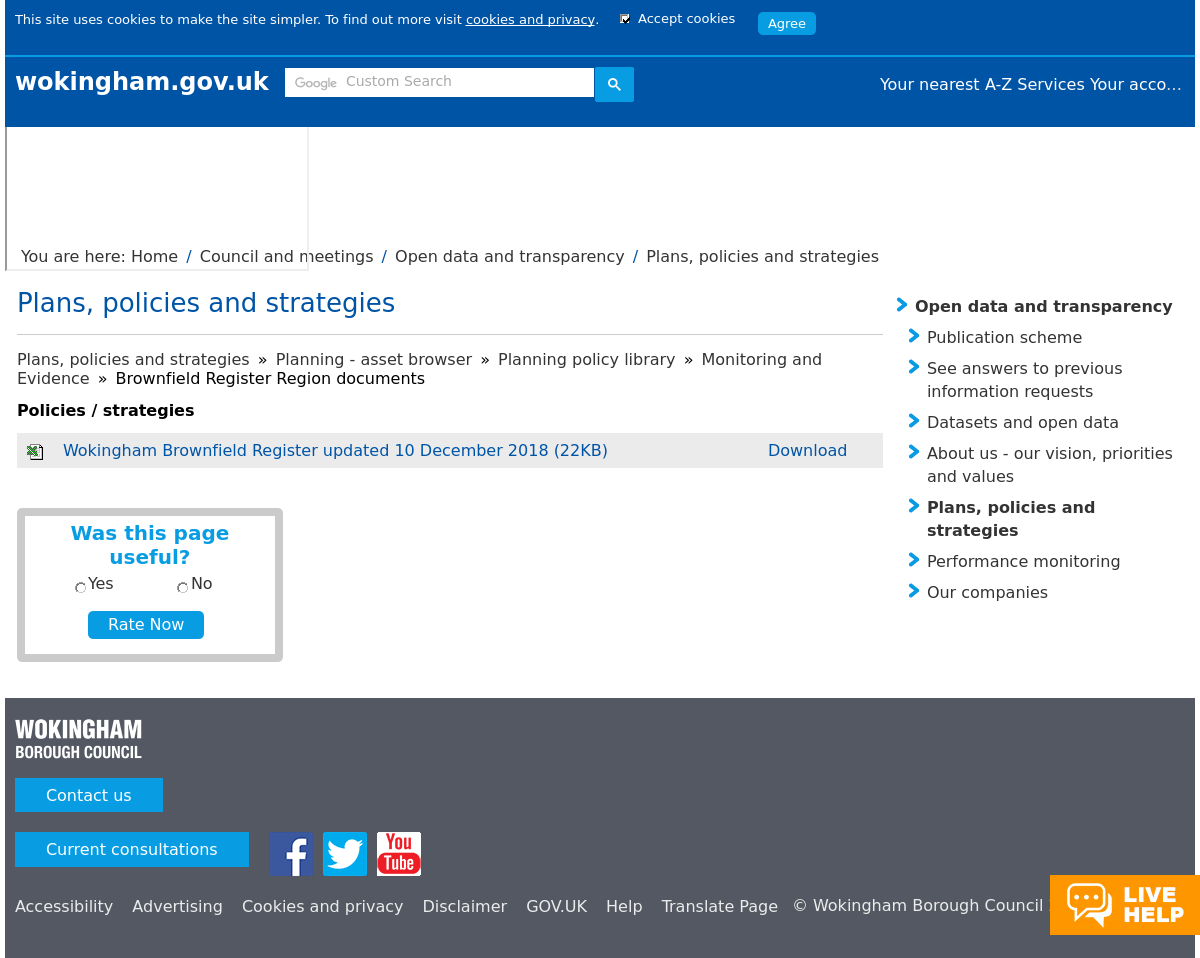 This site uses cookies to make the site simpler. To find out more visit cookies and privacy. Accept cookies Agree
wokingham.gov.uk Google Custom Search Your nearest A-Z Services Your acco...
You are here: Home / Council and meetings / Open data and transparency / Plans, policies and strategies
Plans, policies and strategies
Plans, policies and strategies » Planning - asset browser » Planning policy library » Monitoring and
Evidence » Brownfield Register Region documents
Policies / strategies
Wokingham Brownfield Register updated 10 December 2018 (22KB) Download
Was this page
useful?
Yes No
Rate Now
Open data and transparency
Publication scheme
See answers to previous
information requests
Datasets and open data
About us - our vision, priorities
and values
Plans, policies and
strategies
Performance monitoring
Our companies
WOKINGHAM
BOROUGH COUNCIL
Contact us
Current consultations
You
Tube
Accessibility Advertising Cookies and privacy Disclaimer GOV.UK Help Translate Page © Wokingham Borough Council
LIVE
HELP